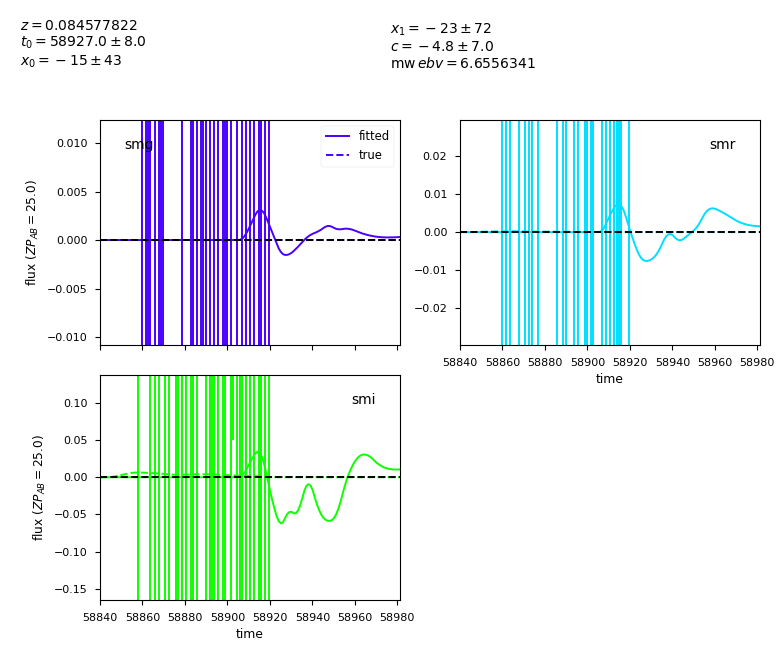 z = 0.084577822
t₀ = 58927.0 ± 8.0
x₀ = −15 ± 43
x₁ = −23 ± 72
c = −4.8 ± 7.0
mw ebv = 6.6556341
smg
fitted
true
0.010
0.005
0.000
−0.005
−0.010
flux (ZP_AB = 25.0)
smr
0.02
0.01
0.00
−0.01
−0.02
58840 58860 58880 58900 58920 58940 58960 58980
time
smi
0.10
0.05
0.00
−0.05
−0.10
−0.15
flux (ZP_AB = 25.0)
58840 58860 58880 58900 58920 58940 58960 58980
time